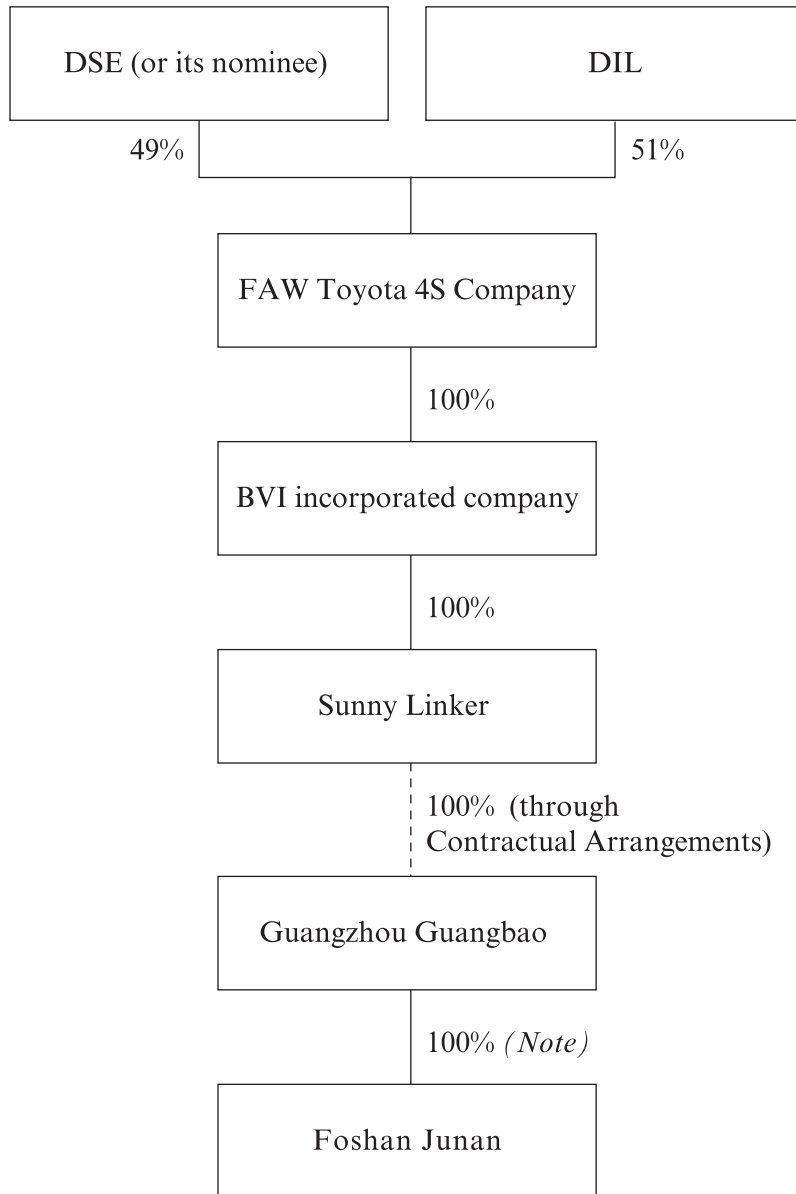 DSE (or its nominee)
DIL
49%
51%
FAW Toyota 4S Company
100%
BVI incorporated company
100%
Sunny Linker
100% (through
Contractual Arrangements)
Guangzhou Guangbao
100% (Note)
Foshan Junan